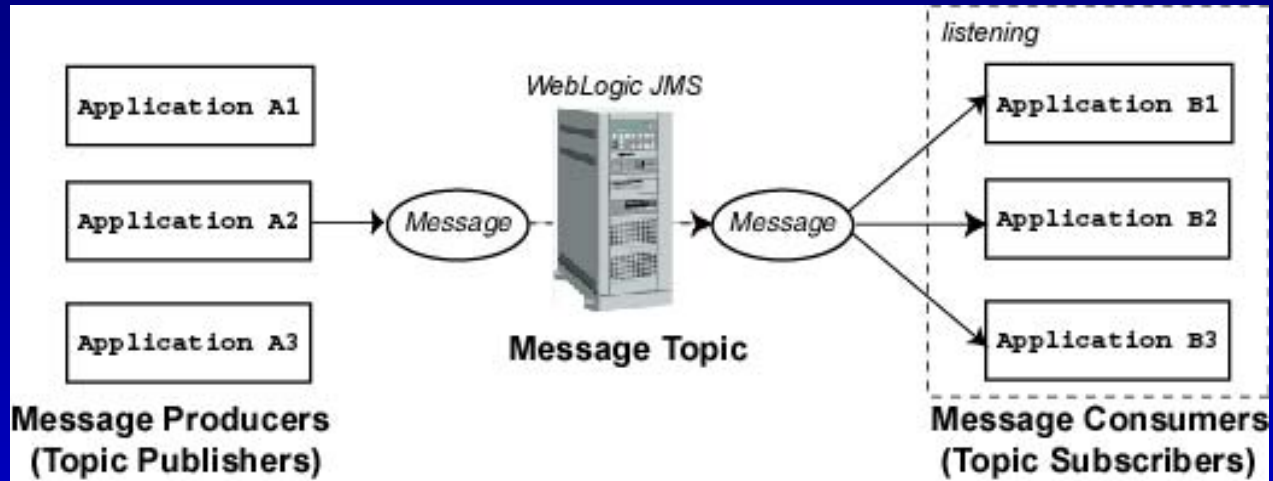 listening
WebLogic JMS
Application A1
Application B1
Application A2
Message
Message
Application B2
Application A3
Message Topic
Application B3
Message Producers
(Topic Publishers)
Message Consumers
(Topic Subscribers)